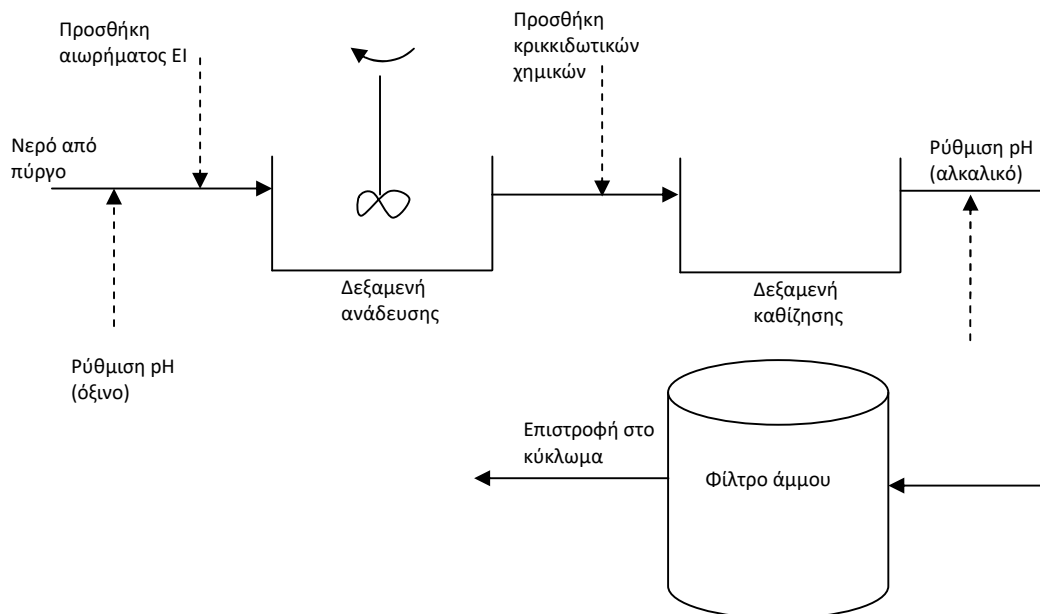 Προσθήκη
αιωρήματος ΕΙ
Προσθήκη
κρικκιδωτικών
χημικών
Νερό από
πύργο
Ρύθμιση pH
(αλκαλικό)
Δεξαμενή
ανάδευσης
Δεξαμενή
καθίζησης
Ρύθμιση pH
(όξινο)
Επιστροφή στο
κύκλωμα
Φίλτρο άμμου